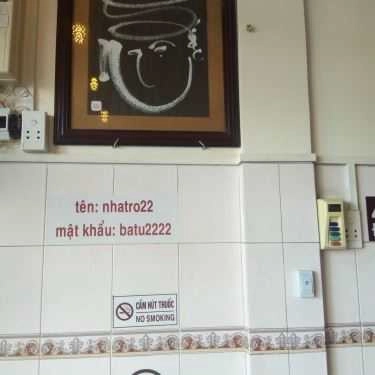 tên: nhatro22
mật khẩu: batu2222
CẤM HÚT THUỐC
NO SMOKING